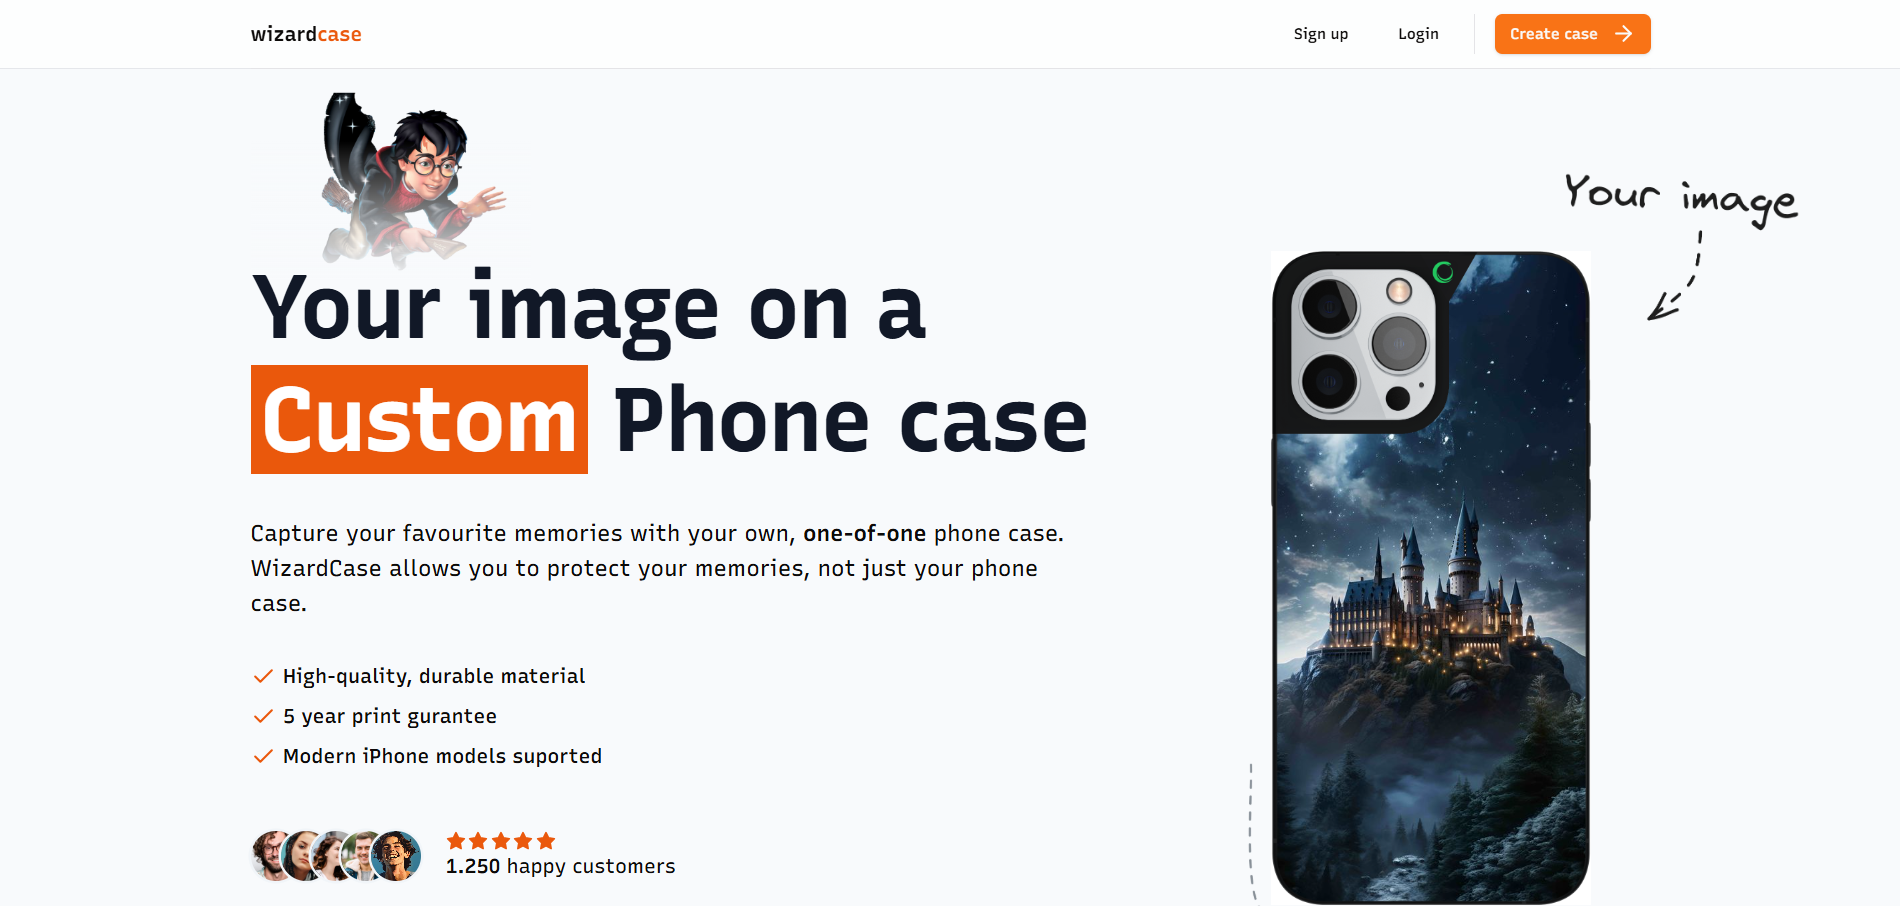 wizardcase
Sign up
Login
Create case
Your image
Your image on a
Custom Phone case
Capture your favourite memories with your own, one-of-one phone case.
WizardCase allows you to protect your memories, not just your phone
case.
High-quality, durable material
5 year print gurantee
Modern iPhone models suported
1.250 happy customers